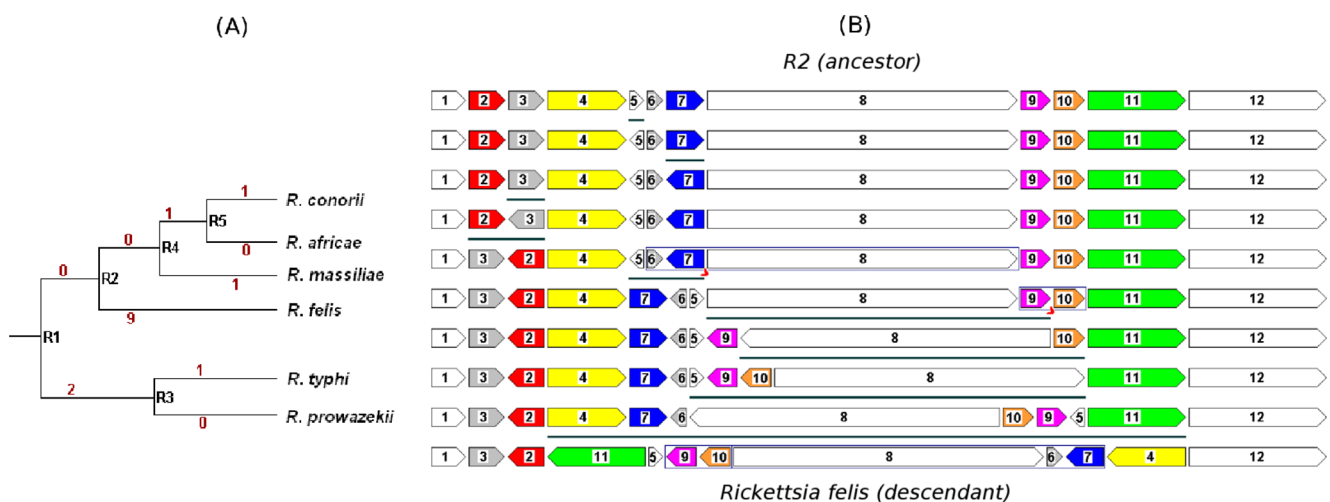 (A)
1
R. conorii
1
R5
0
R. africae
0
R4
0
R2
1
R. massiliae
R. felis
9
R1
1
R. typhi
2
R3
0
R. prowazekii
(B)
R2 (ancestor)
1 2 3 4 5 6 7 8 9 10 11 12
1 2 3 4 5 6 7 8 9 10 11 12
1 2 3 4 5 6 7 8 9 10 11 12
1 2 3 4 5 6 7 8 9 10 11 12
1 3 2 4 5 6 7 8 9 10 11 12
1 3 2 4 7 6 5 8 9 10 11 12
1 3 2 4 7 6 5 9 8 10 11 12
1 3 2 4 7 6 5 9 10 8 11 12
1 3 2 4 7 6 8 10 9 5 11 12
1 3 2 11 5 9 10 8 6 7 4 12
Rickettsia felis (descendant)